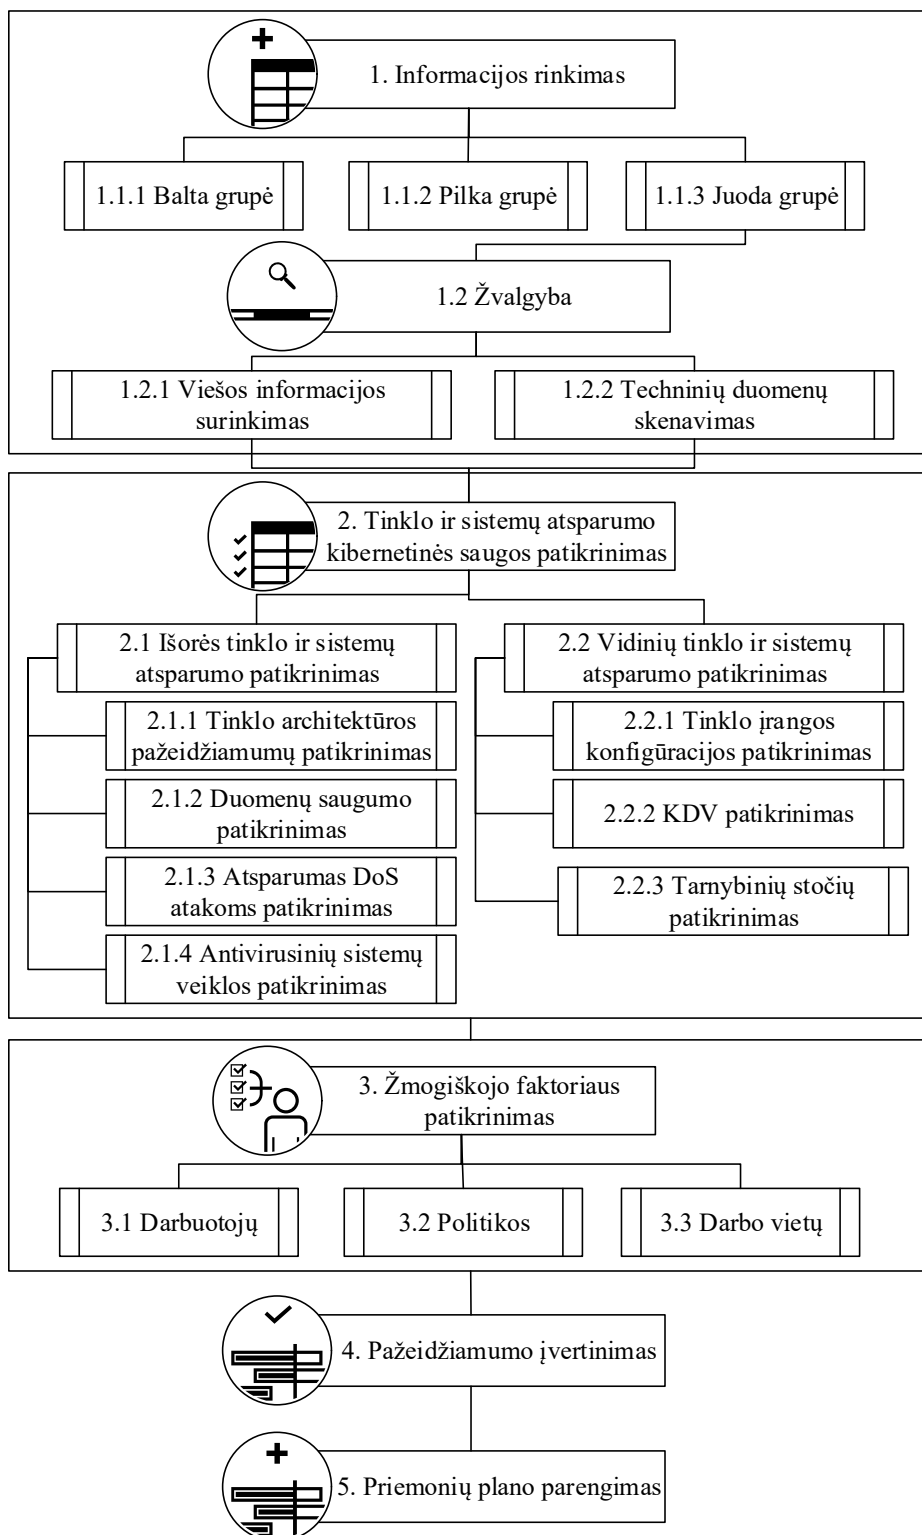 1. Informacijos rinkimas
1.1.1 Balta grupė
1.1.2 Pilka grupė
1.1.3 Juoda grupė
1.2 Žvalgyba
1.2.1 Viešos informacijos
surinkimas
1.2.2 Techninių duomenų
skenavimas
2. Tinklo ir sistemų atsparumo
kibernetinės saugos patikrinimas
2.1 Išorės tinklo ir sistemų
atsparumo patikrinimas
2.1.1 Tinklo architektūros
pažeidžiamumų patikrinimas
2.1.2 Duomenų saugumo
patikrinimas
2.1.3 Atsparumas DoS
atakoms patikrinimas
2.1.4 Antivirusinių sistemų
veiklos patikrinimas
2.2 Vidinių tinklo ir sistemų
atsparumo patikrinimas
2.2.1 Tinklo įrangos
konfigūracijos patikrinimas
2.2.2 KDV patikrinimas
2.2.3 Tarnybinių stočių
patikrinimas
3. Žmogiškojo faktoriaus
patikrinimas
3.1 Darbuotojų
3.2 Politikos
3.3 Darbo vietų
4. Pažeidžiamumo įvertinimas
5. Priemonių plano parengimas